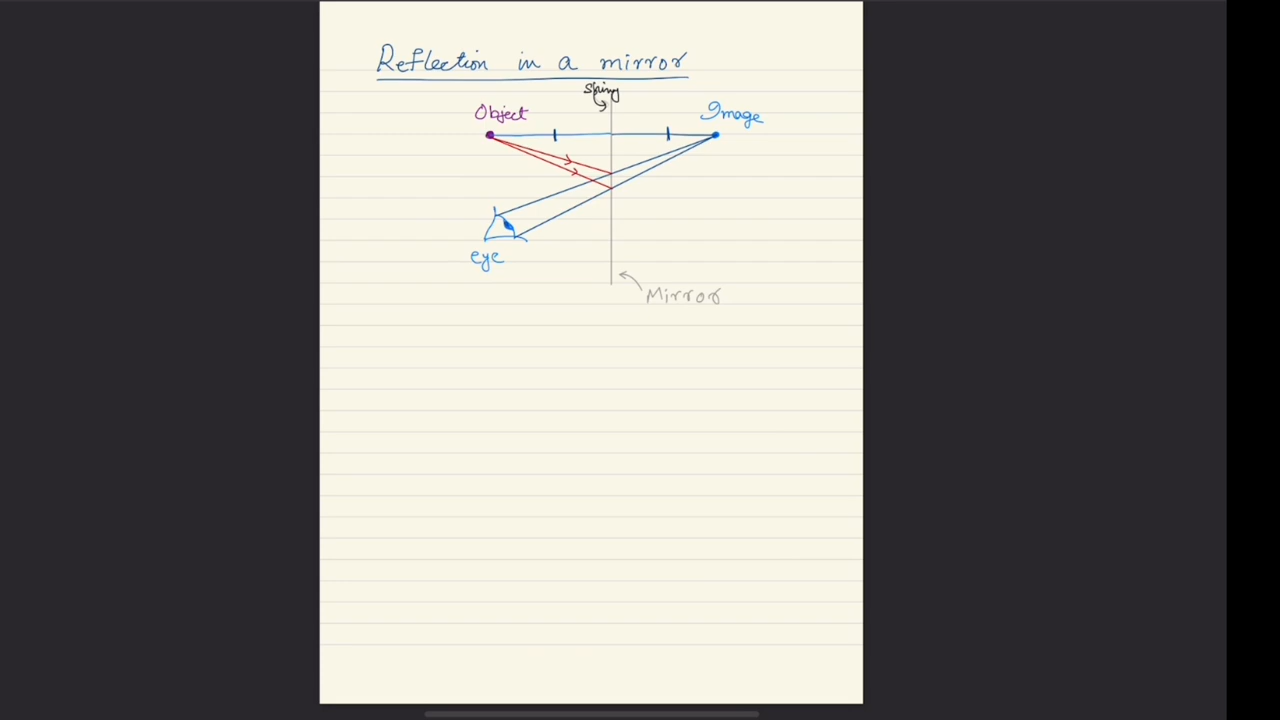 Reflection in a mirror
Shiny
Object
Image
eye
Mirror